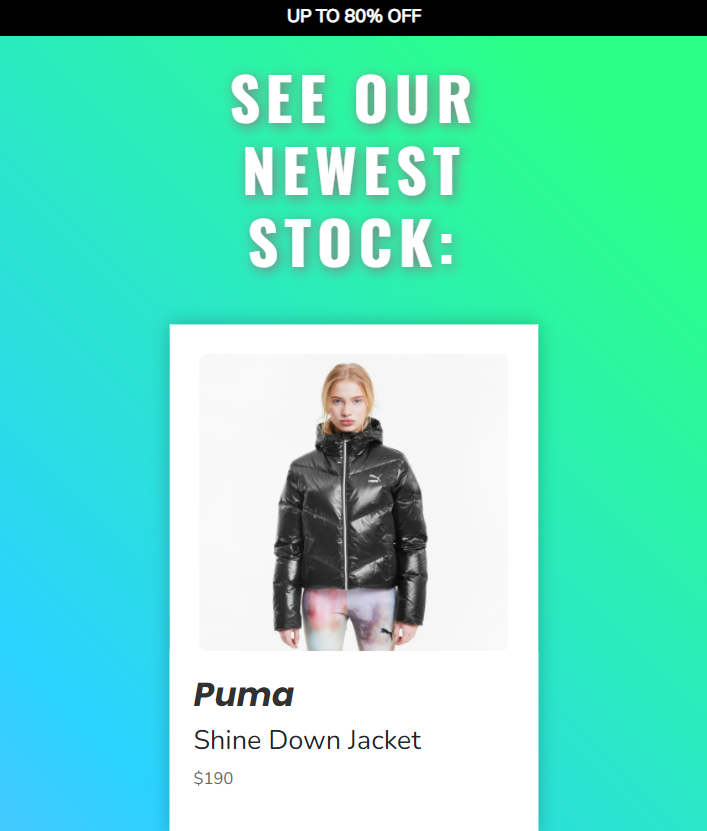 UP TO 80% OFF
SEE OUR
NEWEST
STOCK:
Puma
Shine Down Jacket
$190